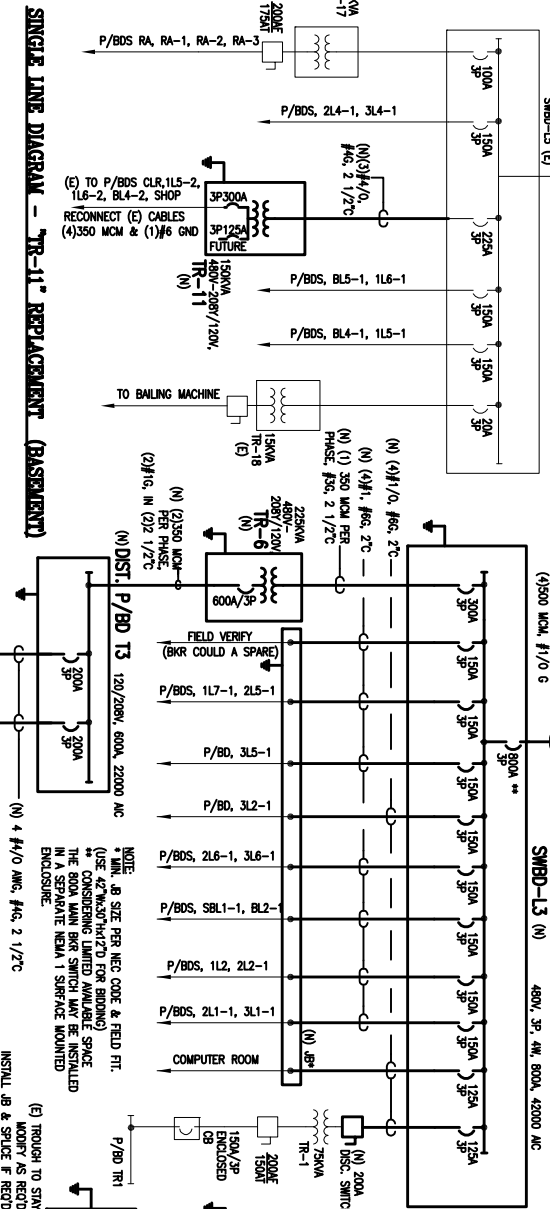 SWBD-L5 (E)
KVA
-17
200AF
175AT
P/BDS RA, RA-1, RA-2, RA-3
100A
3P
P/BDS, 2L4-1, 3L4-1
150A
3P
(N)(3)#4/0,
#4G, 2 1/2"C
225A
3P
(E) TO P/BDS CLR,1L5-2,
1L6-2, BL4-2, SHOP
RECONNECT (E) CABLES
(4)350 MCM & (1)#6 GND
3P300A
3P125A
FUTURE
150KVA
480V-208Y/120V,
TR-11
(N)
P/BDS, BL5-1, 1L6-1
150A
3P
P/BDS, BL4-1, 1L5-1
150A
3P
TO BAILING MACHINE
15KVA
TR-18
(E)
20A
3P
SINGLE LINE DIAGRAM - "TR-11" REPLACEMENT (BASEMENT)
(4)500 MCM, #1/0 G
SWBD-L3 (N)
480V, 3P, 4W, 800A, 42000 AIC
800A **
3P
(N) (4)#1/0, #6G, 2"C
(N) (4)#1, #6G, 2"C
(N) (1) 350 MCM PER
PHASE, #3G, 2 1/2"C
300A
3P
225KVA
480V-
208Y/120V
TR-6
(N)
600A/3P
(N) (2)350 MCM
PER PHASE,
(2)#1G, IN (2)2 1/2"C
(N) DIST. P/BD T3
120/208V, 600A, 22000 AIC
200A
3P
200A
3P
(N) 4 #4/0 AWG, #4G, 2 1/2"C
FIELD VERIFY
(BKR COULD A SPARE)
150A
3P
P/BDS, 1L7-1, 2L5-1
150A
3P
P/BD, 3L5-1
150A
3P
P/BD, 3L2-1
150A
3P
P/BDS, 2L6-1, 3L6-1
150A
3P
P/BDS, SBL1-1, BL2-1
150A
3P
P/BDS, 1L2, 2L2-1
150A
3P
P/BDS, 2L1-1, 3L1-1
150A
3P
COMPUTER ROOM
125A
3P
125A
3P
(N) JB*
(N) 200A
DISC. SWITC
75KVA
TR-1
200AF
150AT
150A/3P
ENCLOSED
CB
P/BD TR1
NOTE:
* MIN. JB SIZE PER NEC CODE & FIELD FIT.
(USE 42"Wx30"Hx12"D FOR BIDDING)
** CONSIDERING LIMITED AVAILABLE SPACE
THE 800A MAIN BKR SWITCH MAY BE INSTALLED
IN A SEPARATE NEMA 1 SURFACE MOUNTED
ENCLOSURE.
(E) TROUGH TO STAY
MODIFY AS REQ'D
INSTALL JB & SPLICE IF REQ'D